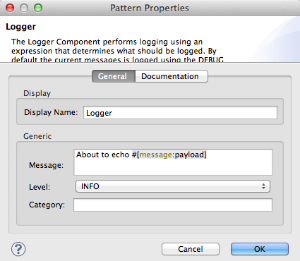 Pattern Properties
Logger
The Logger Component performs logging using an
expression that determines what should be logged. By
default the current messages is logged using the DEBUG
General
Documentation
Display
Display Name: Logger
Generic
Message: About to echo #[message:payload]
Level: INFO
Category:
?
Cancel
OK